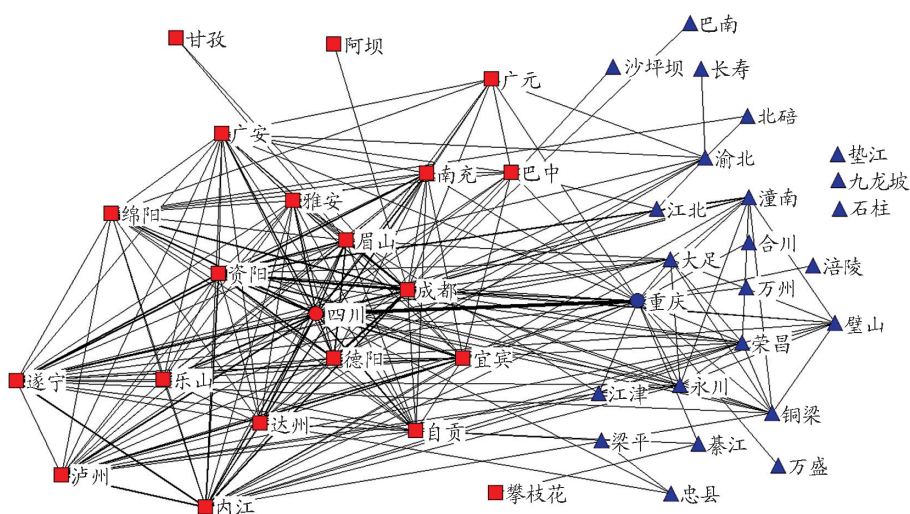 巴南
甘孜
阿坝
沙坪坝
长寿
广元
北碚
广安
垫江
渝北
南充
巴中
九龙坡
雅安
潼南
绵阳
江北
石柱
眉山
合川
大足
涪陵
资阳
成都
万州
重庆
四川
璧山
荣昌
德阳
宜宾
遂宁
乐山
永川
江津
铜梁
达州
自贡
梁平
綦江
万盛
泸州
攀枝花
忠县
内江